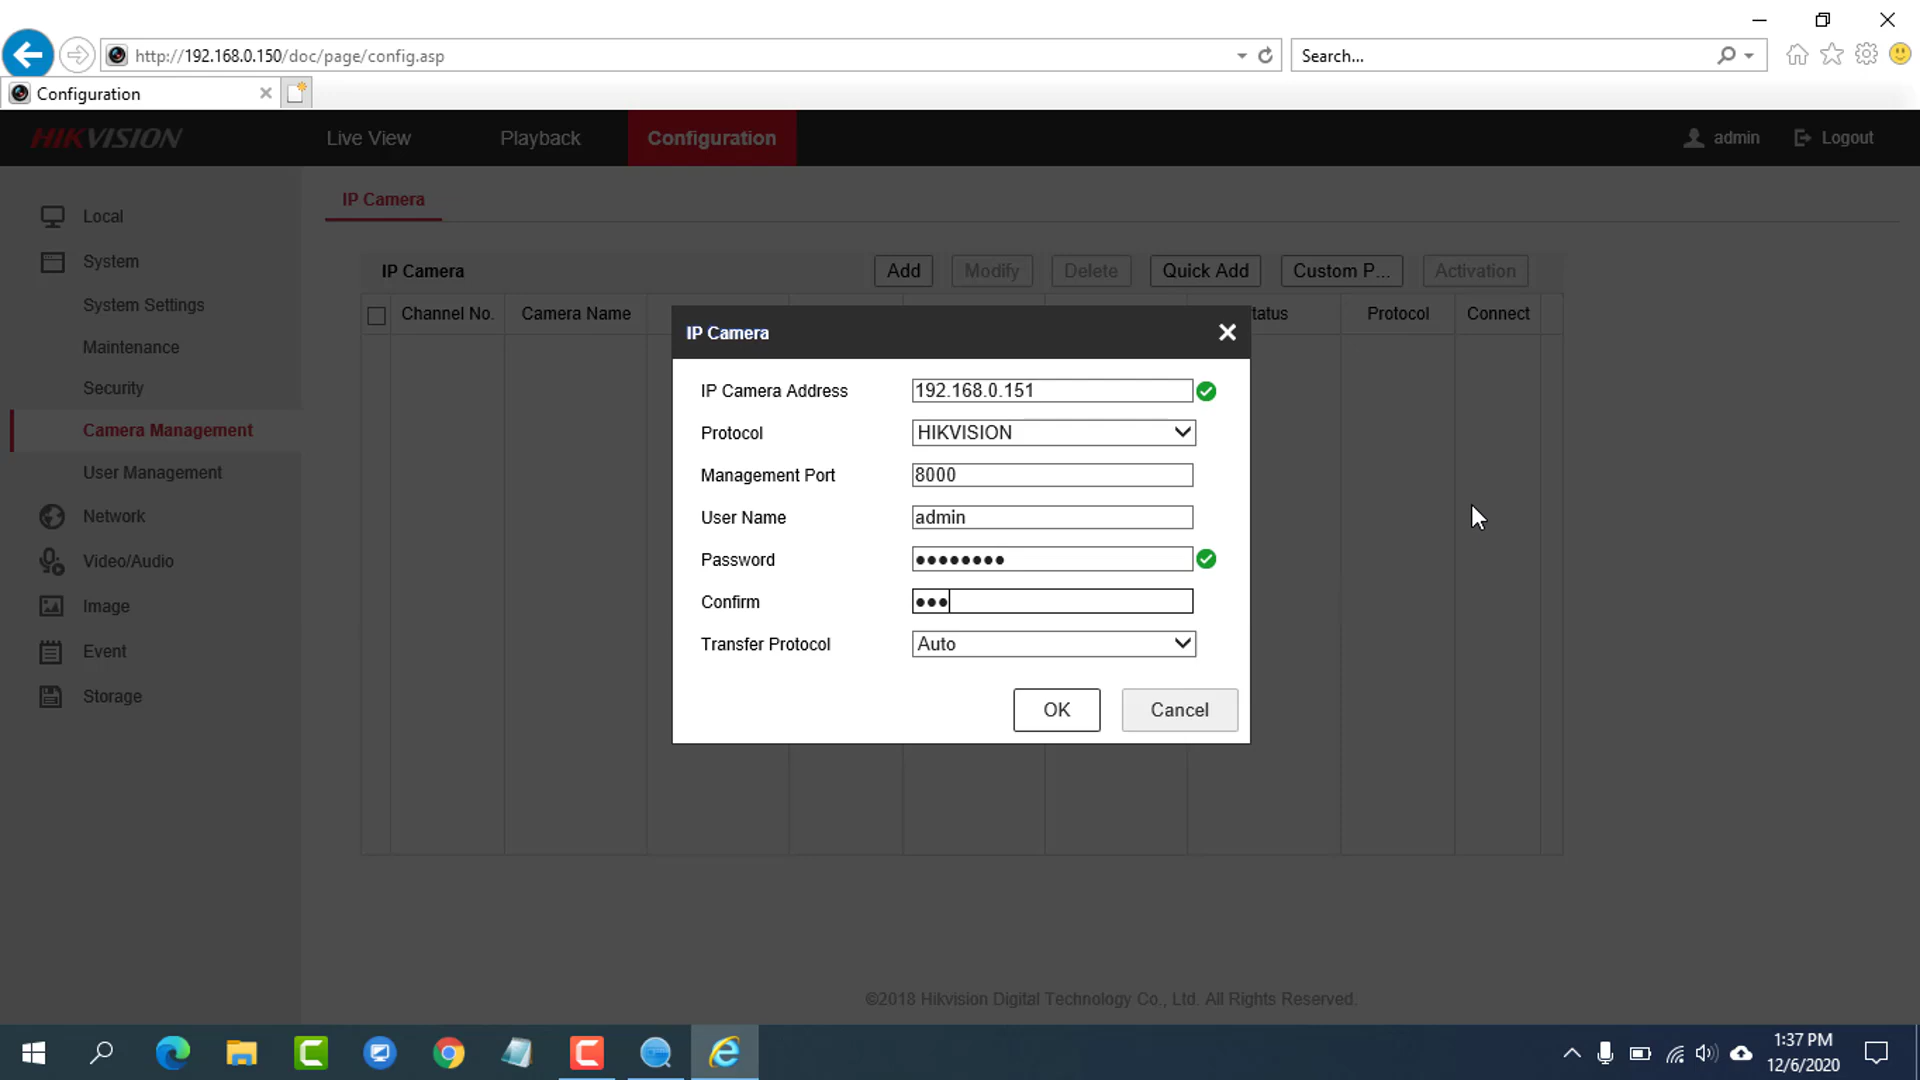 http://192.168.0.150/doc/page/config.asp
Search...
Configuration
HIKVISION
Live View
Playback
Configuration
admin
Logout
Local
System
System Settings
Maintenance
Security
Camera Management
User Management
Network
Video/Audio
Image
Event
Storage
IP Camera
IP Camera
Add
Modify
Delete
Quick Add
Custom P...
Activation
Channel No.
Camera Name
tatus
Protocol
Connect
IP Camera
IP Camera Address
192.168.0.151
Protocol
HIKVISION
Management Port
8000
User Name
admin
Password
••••••••
Confirm
•••
Transfer Protocol
Auto
OK
Cancel
©2018 Hikvision Digital Technology Co., Ltd. All Rights Reserved.
1:37 PM
12/6/2020